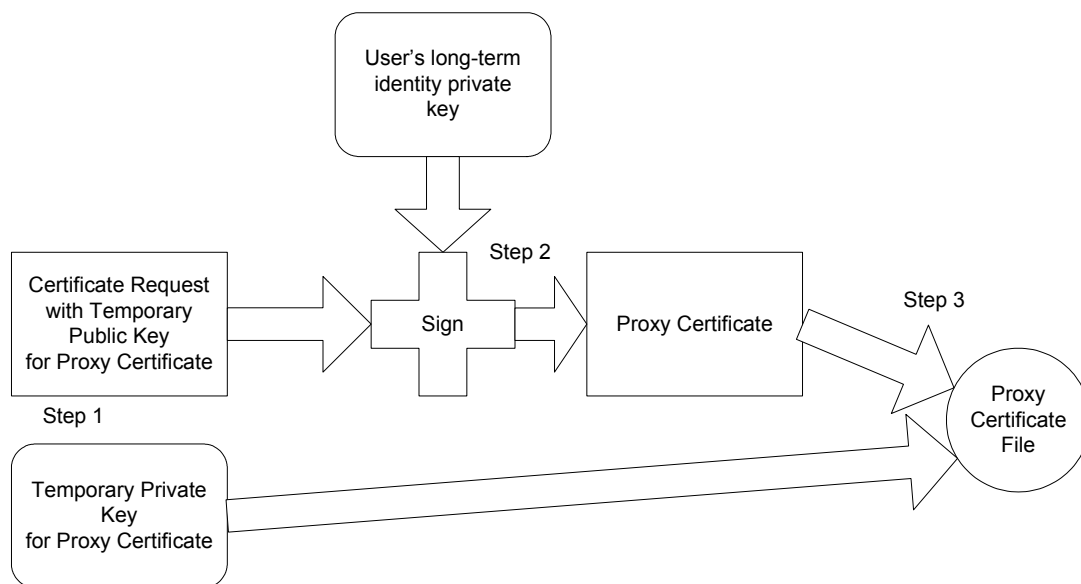 User’s long-term
identity private
key
Step 2
Certificate Request
with Temporary
Public Key
for Proxy Certificate
Sign
Proxy Certificate
Step 3
Step 1
Proxy
Certificate
File
Temporary Private
Key
for Proxy Certificate